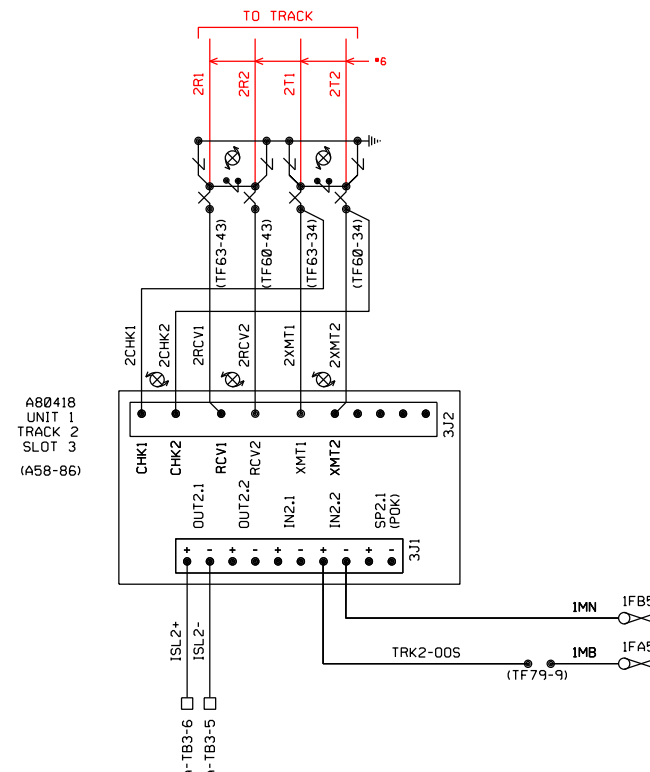 TO TRACK
2R1
2R2
2T1
2T2
*6
(TF63-43)
(TF60-43)
(TF63-34)
(TF60-34)
2CHK1
2CHK2
2RCV1
2RCV2
2XMT1
2XMT2
A80418
UNIT 1
TRACK 2
SLOT 3
(A58-86)
3J2
CHK1
CHK2
RCV1
RCV2
XMT1
XMT2
OUT2.1
OUT2.2
IN2.1
IN2.2
SP2.1
(POK)
+ - + - + - + - + -
3J1
ISL2+
ISL2-
1MN
1FB5
TRK2-OOS
1MB
1FA5
(TF79-9)
-TB3-6
-TB3-5